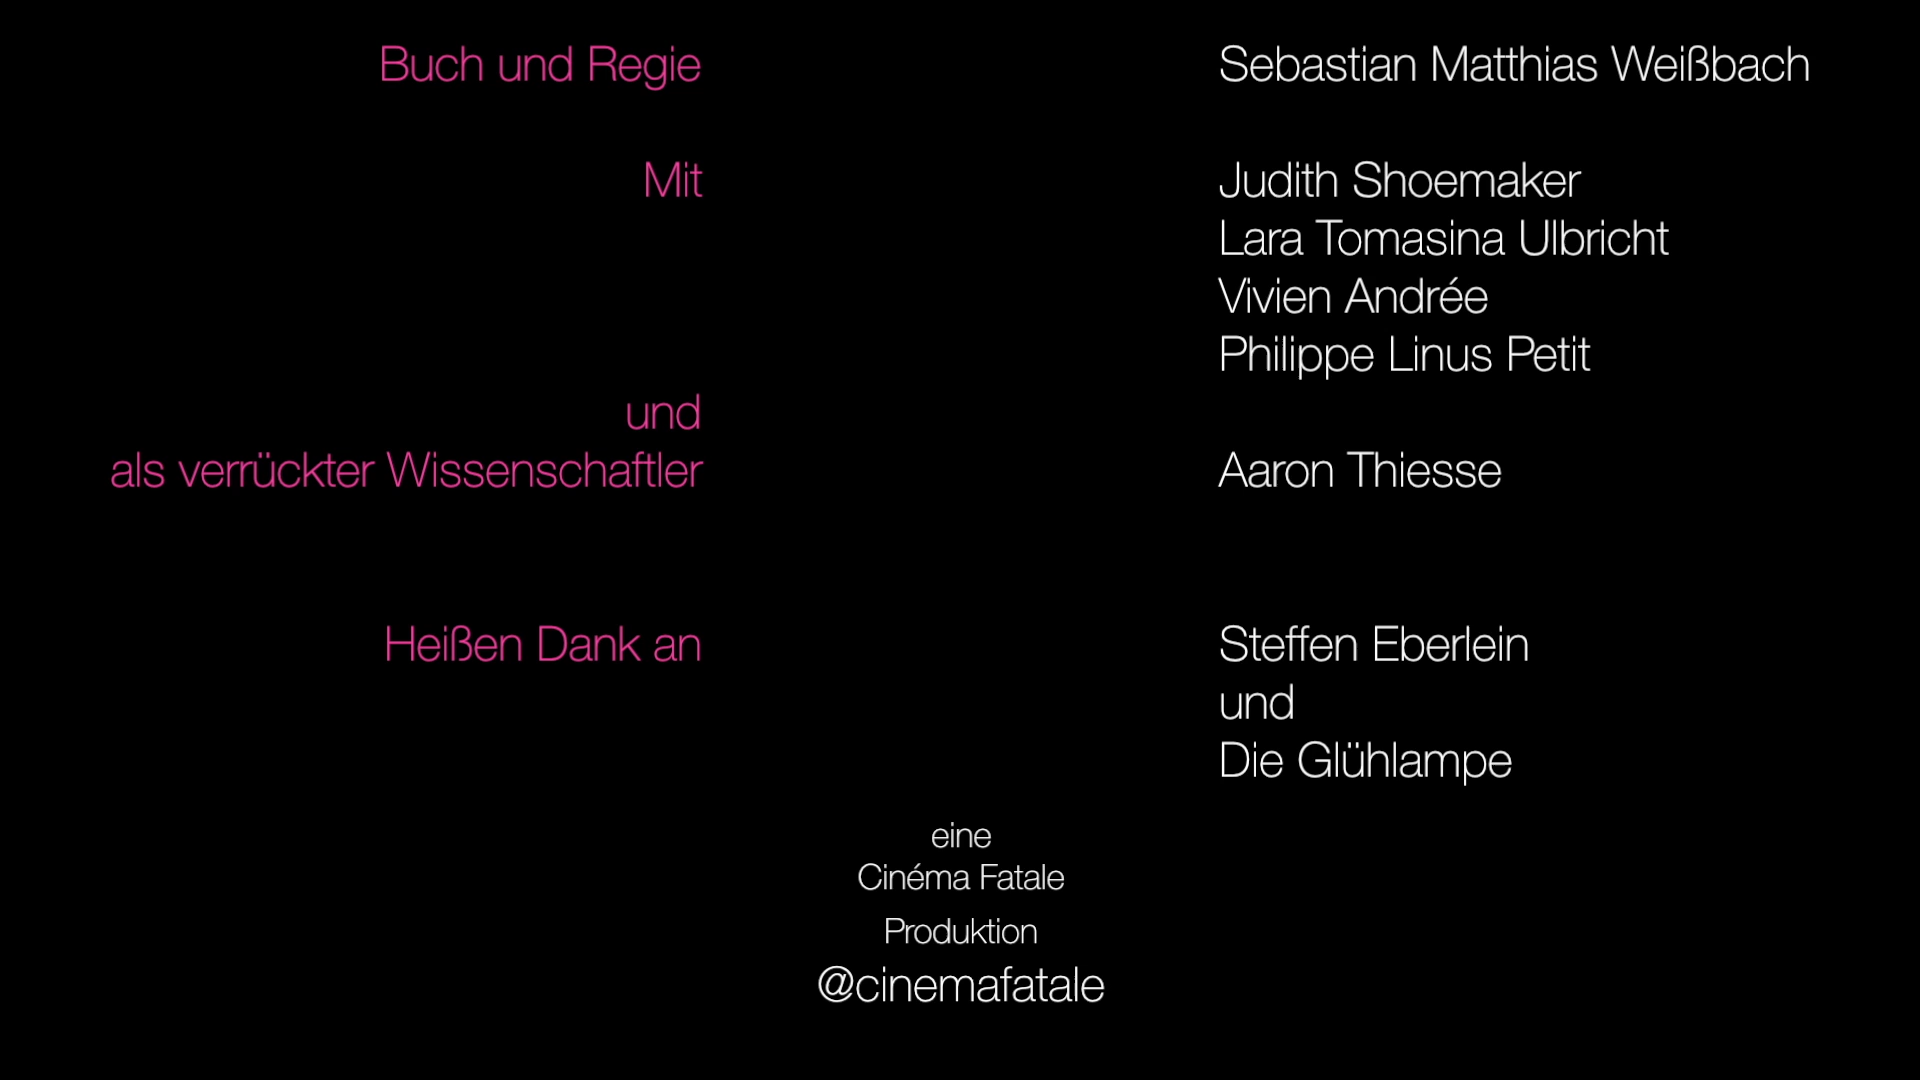 Buch und Regie Sebastian Matthias Weißbach
Mit Judith Shoemaker
Lara Tomasina Ulbricht
Vivien Andrée
Philippe Linus Petit
und
als verrückter Wissenschaftler Aaron Thiesse
Heißen Dank an Steffen Eberlein
und
Die Glühlampe
eine
Cinéma Fatale
Produktion
@cinemafatale